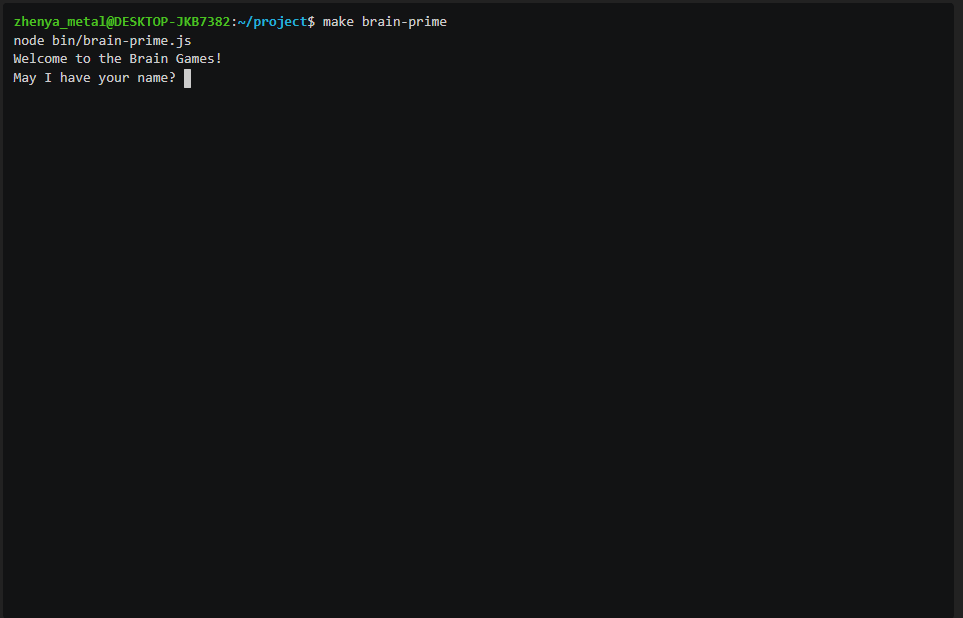 zhenya_metal@DESKTOP-JKB7382:~/project$ make brain-prime
node bin/brain-prime.js
Welcome to the Brain Games!
May I have your name?